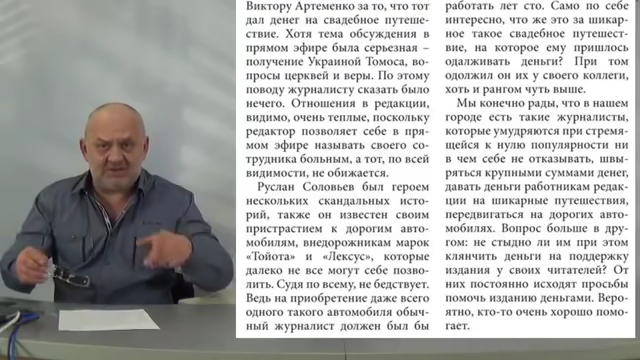 Виктору Артеменко за то, что тот
дал денег на свадебное путеше-
ствие. Хотя тема обсуждения в
прямом эфире была серьезная –
получение Украиной Томоса, во-
просы церквей и веры. По этому
поводу журналисту сказать было
нечего. Отношения в редакции,
видимо, очень теплые, поскольку
редактор позволяет себе в пря-
мом эфире называть своего со-
трудника больным, а тот, по всей
видимости, не обижается.
Руслан Соловьев был героем
нескольких скандальных исто-
рий, также он известен своим
пристрастием к дорогим авто-
мобилям, внедорожникам марок
«Тойота» и «Лексус», которые
далеко не все могут себе позво-
лить. Судя по всему, не бедствует.
Ведь на приобретение даже всего
одного такого автомобиля обыч-
ный журналист должен был бы
работать лет сто. Само по себе
интересно, что же это за шикар-
ное такое свадебное путешест-
вие, на которое ему пришлось
одалживать деньги? При том
одолжил он их у своего коллеги,
хоть и рангом чуть выше.
Мы конечно рады, что в нашем
городе есть такие журналисты,
которые умудряются при стремя-
щейся к нулю популярности ни
в чем себе не отказывать, швы-
ряться крупными суммами денег,
давать деньги работникам редак-
ции на шикарные путешествия,
передвигаться на дорогих авто-
мобилях. Вопрос больше в дру-
гом: не стыдно ли им при этом
клянчить деньги на поддержку
издания у своих читателей? От
них постоянно исходят просьбы
помочь изданию деньгами. Веро-
ятно, кто-то очень хорошо помо-
гает.